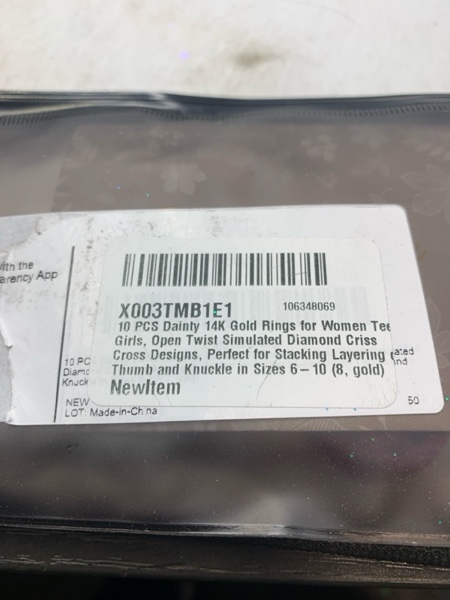 with the
arency App
X003TMB1E1
106348069
10 PCS Dainty 14K Gold Rings for Women Tee
Girls, Open Twist Simulated Diamond Criss
Cross Designs, Perfect for Stacking Layering
Thumb and Knuckle in Sizes 6-10 (8, gold)
NewItem
10 PC
Diam
Knuck
ated
nd
NEW
LOT: Made-in-China
50